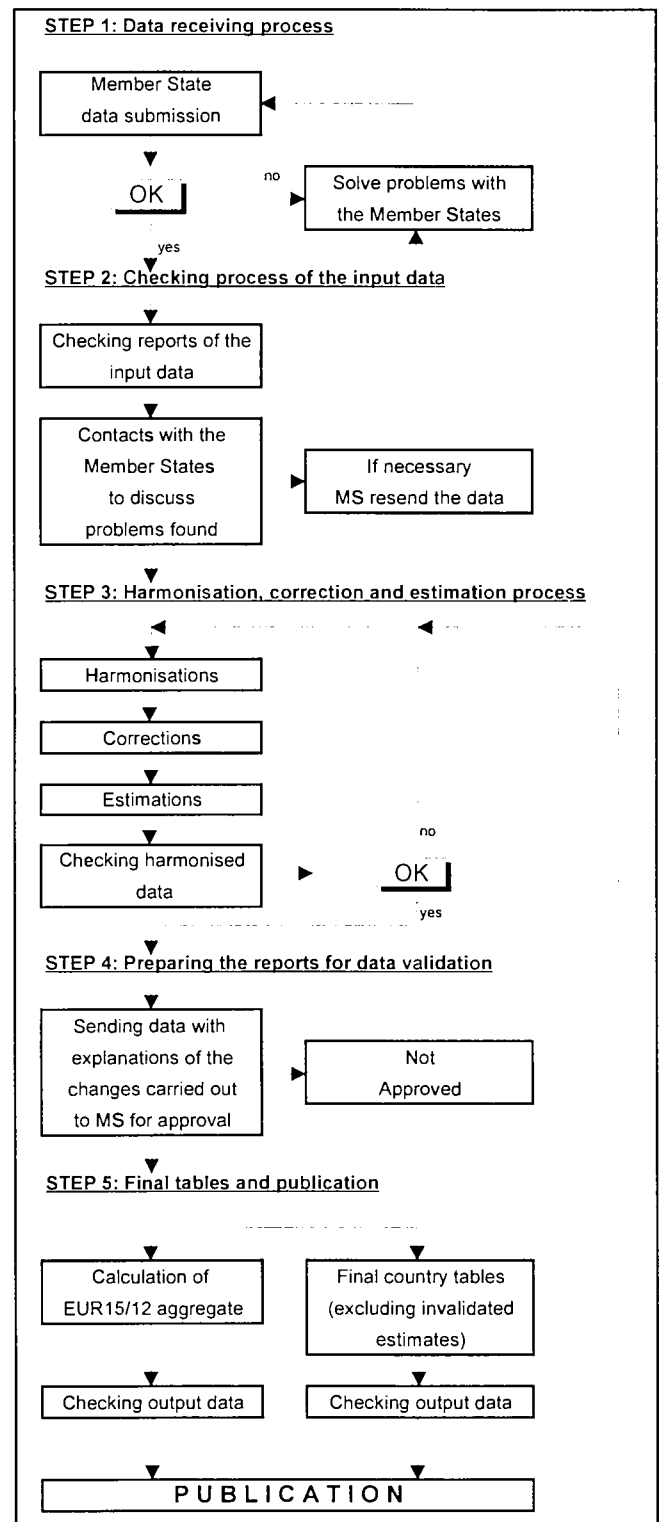 STEP 1: Data receiving process
Member State
data submission
OK
no
Solve problems with
the Member States
yes
STEP 2: Checking process of the input data
Checking reports of the
input data
Contacts with the
Member States
to discuss
problems found
If necessary
MS resend the data
STEP 3: Harmonisation, correction and estimation process
Harmonisations
Corrections
Estimations
Checking harmonised
data
no
OK
yes
STEP 4: Preparing the reports for data validation
Sending data with
explanations of the
changes carried out
to MS for approval
Not
Approved
STEP 5: Final tables and publication
Calculation of
EUR15/12 aggregate
Final country tables
(excluding invalidated
estimates)
Checking output data
Checking output data
PUBLICATION